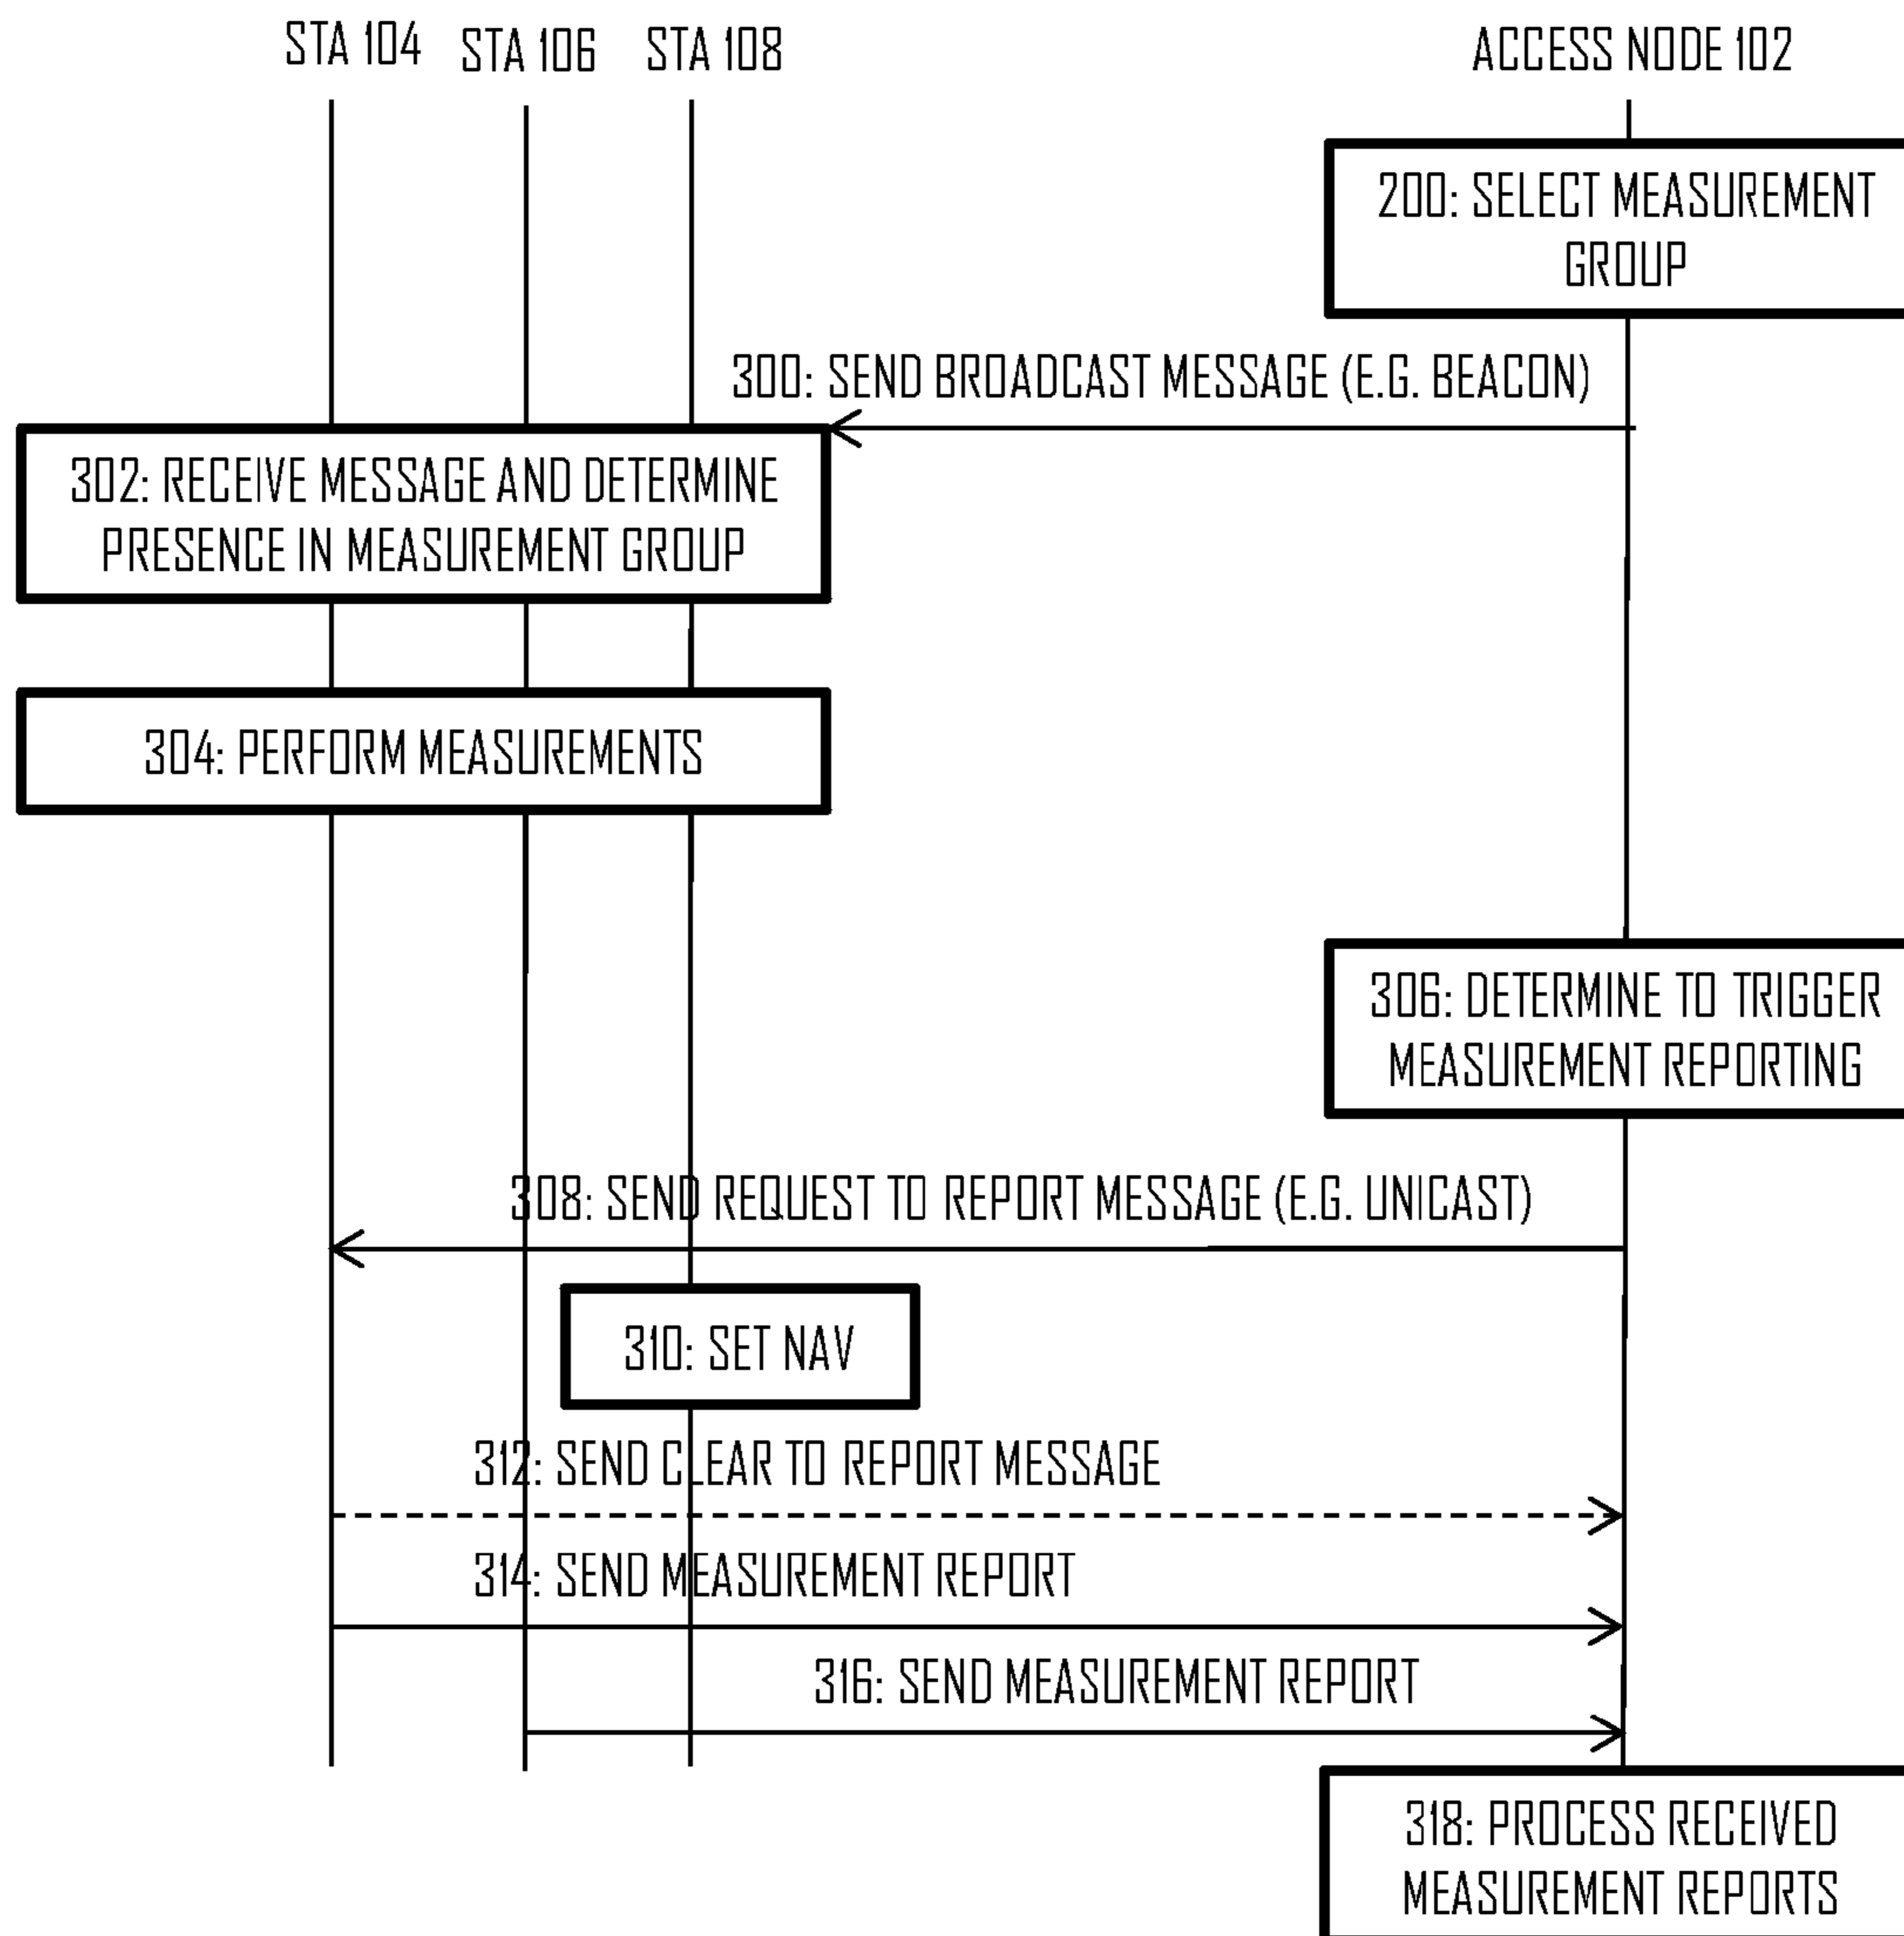 STA 104 STA 106 STA 108 ACCESS NODE 102
200: SELECT MEASUREMENT
GROUP
300: SEND BROADCAST MESSAGE (E.G. BEACON)
302: RECEIVE MESSAGE AND DETERMINE
PRESENCE IN MEASUREMENT GROUP
304: PERFORM MEASUREMENTS
306: DETERMINE TO TRIGGER
MEASUREMENT REPORTING
308: SEND REQUEST TO REPORT MESSAGE (E.G. UNICAST)
310: SET NAV
312: SEND CLEAR TO REPORT MESSAGE
314: SEND MEASUREMENT REPORT
316: SEND MEASUREMENT REPORT
318: PROCESS RECEIVED
MEASUREMENT REPORTS